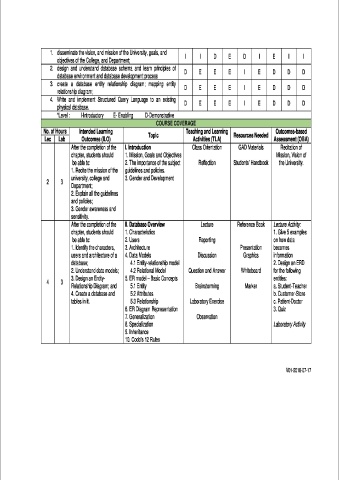 1. disseminate the vision, and mission of the University, goals, and objectives of the College, and Department; I I D E D I E I I
2. design and understand database schema, and learn principles of database environment and database development process D E E E I E D D D
3. create a database entity relationship diagram; mapping entity relationship diagram; D E E E I E D D D
4. Write and implement Structured Query Language to an existing physical database. D E E E I E D D D
*Level: I-Introductory E- Enabling D-Demonstrative
COURSE COVERAGE
No. of Hours
Lec Lab
Intended Learning
Outcomes (ILO)
Topic
Teaching and Learning
Activities (TLA)
Resources Needed
Outcomes-based
Assessment (OBA)
2 3
After the completion of the
chapter, students should
be able to:
1. Recite the mission of the
university, college and
Department;
2. Explain all the guidelines
and policies;
3. Gender awareness and
sensitivity.
I. Introduction
1. Mission, Goals and Objectives
2. The importance of the subject
guidelines and policies.
3. Gender and Development
Class Orientation
Reflection
GAD Materials
Students' Handbook
Recitation of
Mission, Vision of
the University.
4 3
After the completion of the
chapter, students should
be able to:
1. Identify the characters,
users and architecture of a
database;
2. Understand data models;
3. Design an Entity-
Relationship Diagram; and
4. Create a database and
tables in it.
II. Database Overview
1. Characteristics
2. Users
3. Architecture
4. Data Models
4.1 Entity-relationship model
4.2 Relational Model
5. ER model – Basic Concepts
5.1 Entity
5.2 Attributes
5.3 Relationship
6. ER Diagram Representation
7. Generalization
8. Specialization
9. Inheritance
10. Codd's 12 Rules
Lecture
Reporting
Discussion
Question and Answer
Brainstorming
Laboratory Exercise
Observation
Reference Book
Presentation
Graphics
Whiteboard
Marker
Lecture Activity:
1. Give 5 examples
on how data
becomes
information
2. Design an ERD
for the following
entities:
a. Student-Teacher
b. Customer-Store
c. Patient-Doctor
3. Quiz
Laboratory Activity
V01-2018-07-17